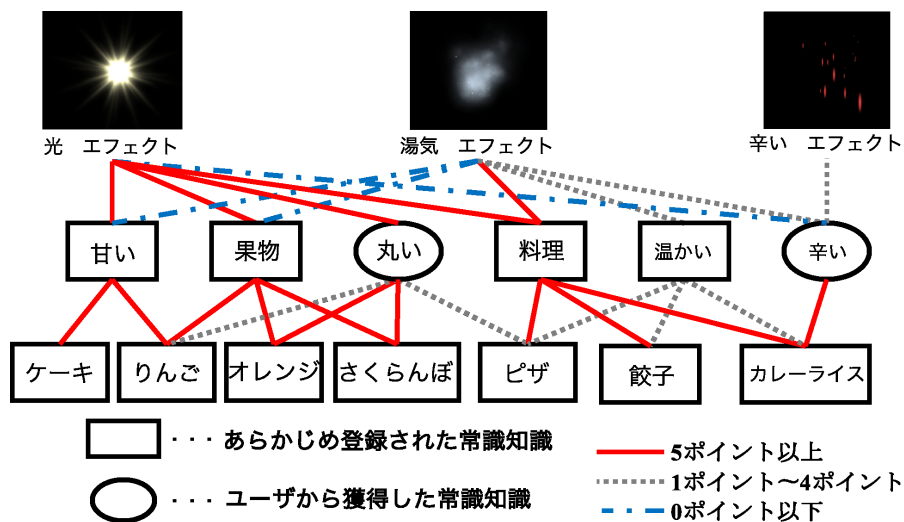 光 エフェクト
湯気 エフェクト
辛い エフェクト
甘い
果物
丸い
料理
温かい
辛い
ケーキ
りんご
オレンジ
さくらんぼ
ピザ
餃子
カレーライス
・・・あらかじめ登録された常識知識
・・・ユーザから獲得した常識知識
5ポイント以上
1ポイント〜4ポイント
0ポイント以下